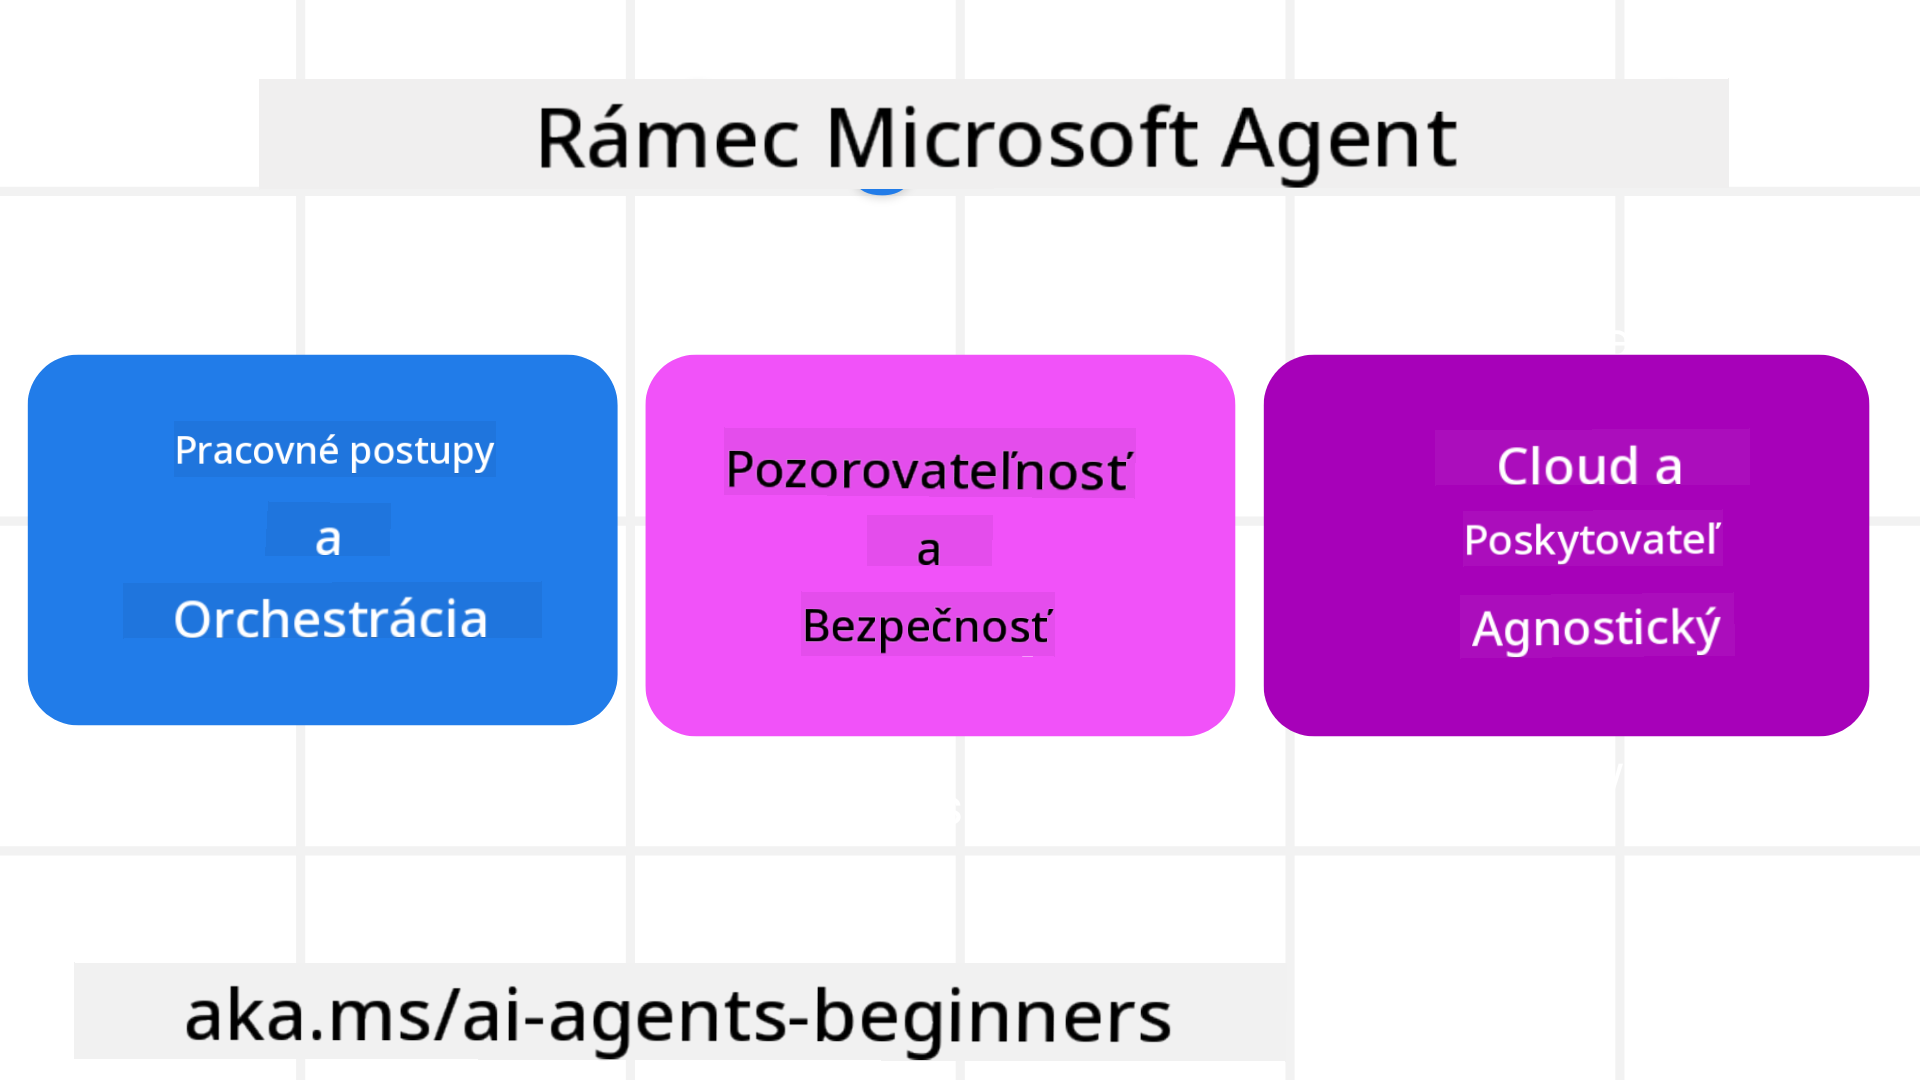 Rámec Microsoft Agent
Pracovné postupy
a
Orchestrácia
Pozorovateľnosť
a
Bezpečnosť
Cloud a
Poskytovateľ
Agnostický
aka.ms/ai-agents-beginners